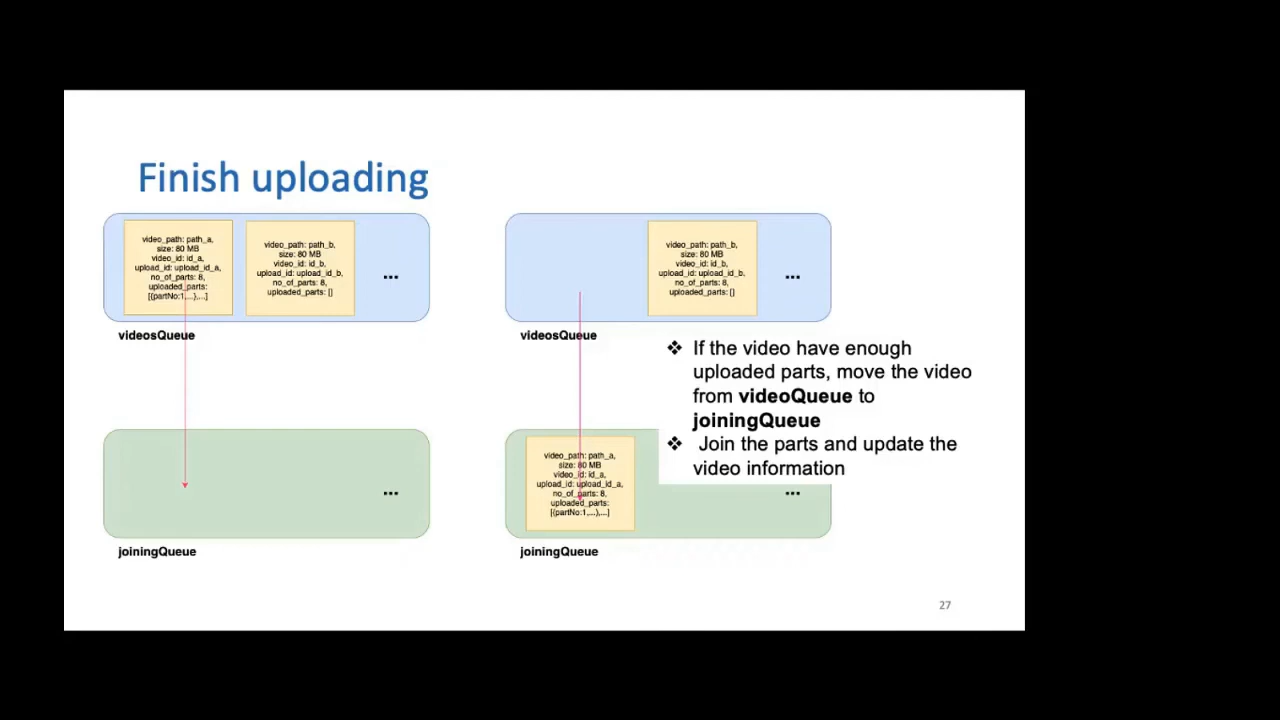 Finish uploading
video_path: path_a,
size: 80 MB
video_id: id_a,
upload_id: upload_id_a,
no_of_parts: 8,
uploaded_parts:
[{partNo:1,...},...]
video_path: path_b,
size: 80 MB
video_id: id_b,
upload_id: upload_id_b,
no_of_parts: 8,
uploaded_parts: []
...
videosQueue
...
joiningQueue
video_path: path_b,
size: 80 MB
video_id: id_b,
upload_id: upload_id_b,
no_of_parts: 8,
uploaded_parts: []
...
videosQueue
❖ If the video have enough
uploaded parts, move the video
from videoQueue to
joiningQueue
❖ Join the parts and update the
video information
video_path: path_a,
size: 80 MB
video_id: id_a,
upload_id: upload_id_a,
no_of_parts: 8,
uploaded_parts:
[{partNo:1,...},...]
...
joiningQueue
27